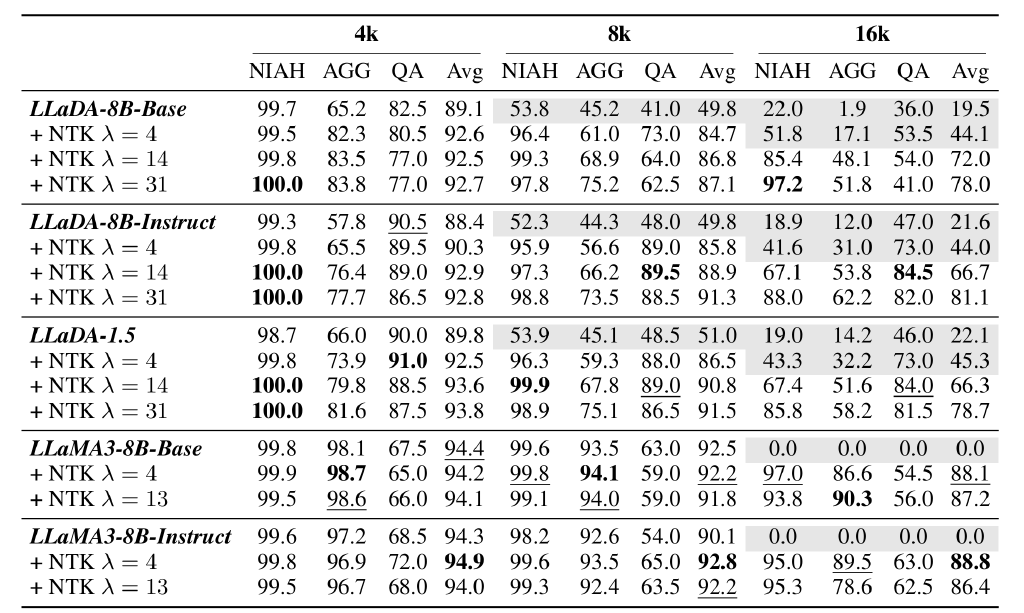 4k 8k 16k
NIAH AGG QA Avg NIAH AGG QA Avg NIAH AGG QA Avg
LLaDA-8B-Base 99.7 65.2 82.5 89.1 53.8 45.2 41.0 49.8 22.0 1.9 36.0 19.5
+ NTK λ = 4 99.5 82.3 80.5 92.6 96.4 61.0 73.0 84.7 51.8 17.1 53.5 44.1
+ NTK λ = 14 99.8 83.5 77.0 92.5 99.3 68.9 64.0 86.8 85.4 48.1 54.0 72.0
+ NTK λ = 31 100.0 83.8 77.0 92.7 97.8 75.2 62.5 87.1 97.2 51.8 41.0 78.0
LLaDA-8B-Instruct 99.3 57.8 90.5 88.4 52.3 44.3 48.0 49.8 18.9 12.0 47.0 21.6
+ NTK λ = 4 99.8 65.5 89.5 90.3 95.9 56.6 89.0 85.8 41.6 31.0 73.0 44.0
+ NTK λ = 14 100.0 76.4 89.0 92.9 97.3 66.2 89.5 88.9 67.1 53.8 84.5 66.7
+ NTK λ = 31 100.0 77.7 86.5 92.8 98.8 73.5 88.5 91.3 88.0 62.2 82.0 81.1
LLaDA-1.5 98.7 66.0 90.0 89.8 53.9 45.1 48.5 51.0 19.0 14.2 46.0 22.1
+ NTK λ = 4 99.8 73.9 91.0 92.5 96.3 59.3 88.0 86.5 43.3 32.2 73.0 45.3
+ NTK λ = 14 100.0 79.8 88.5 93.6 99.9 67.8 89.0 90.8 67.4 51.6 84.0 66.3
+ NTK λ = 31 100.0 81.6 87.5 93.8 98.9 75.1 86.5 91.5 85.8 58.2 81.5 78.7
LLaMA3-8B-Base 99.8 98.1 67.5 94.4 99.6 93.5 63.0 92.5 0.0 0.0 0.0 0.0
+ NTK λ = 4 99.9 98.7 65.0 94.2 99.8 94.1 59.0 92.2 97.0 86.6 54.5 88.1
+ NTK λ = 13 99.5 98.6 66.0 94.1 99.1 94.0 59.0 91.8 93.8 90.3 56.0 87.2
LLaMA3-8B-Instruct 99.6 97.2 68.5 94.3 98.2 92.6 54.0 90.1 0.0 0.0 0.0 0.0
+ NTK λ = 4 99.8 96.9 72.0 94.9 99.6 93.5 65.0 92.8 95.0 89.5 63.0 88.8
+ NTK λ = 13 99.5 96.7 68.0 94.0 99.3 92.4 63.5 92.2 95.3 78.6 62.5 86.4